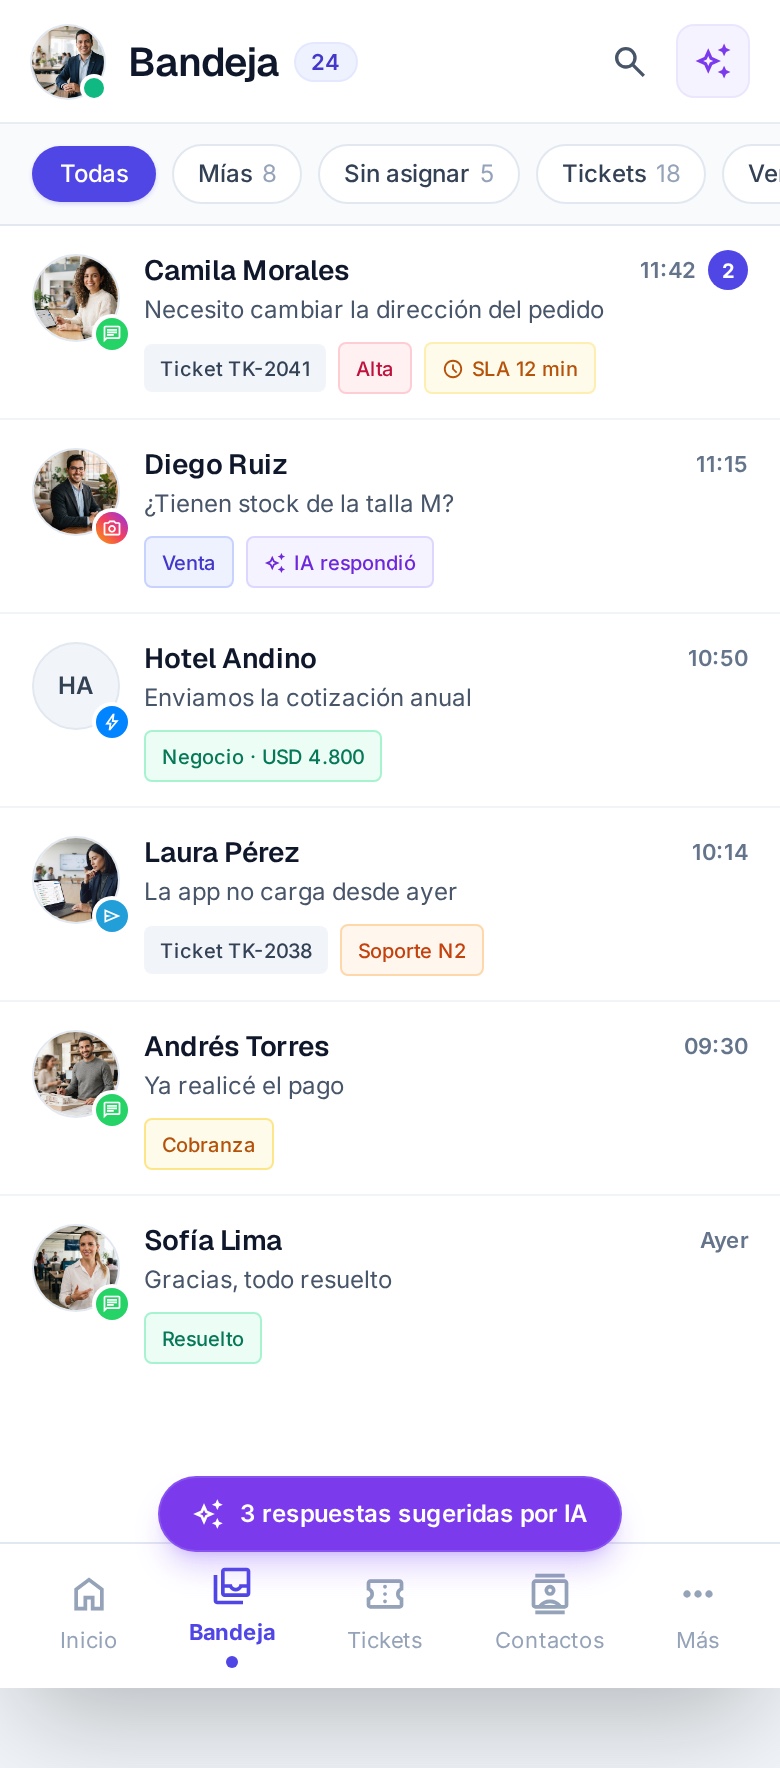 Bandeja 24
Todas Mías 8 Sin asignar 5 Tickets 18
Camila Morales 11:42 2
Necesito cambiar la dirección del pedido
Ticket TK-2041 Alta SLA 12 min
Diego Ruiz 11:15
¿Tienen stock de la talla M?
Venta IA respondió
Hotel Andino 10:50
HA
Enviamos la cotización anual
Negocio · USD 4.800
Laura Pérez 10:14
La app no carga desde ayer
Ticket TK-2038 Soporte N2
Andrés Torres 09:30
Ya realicé el pago
Cobranza
Sofía Lima Ayer
Gracias, todo resuelto
Resuelto
3 respuestas sugeridas por IA
Inicio Bandeja Tickets Contactos Más